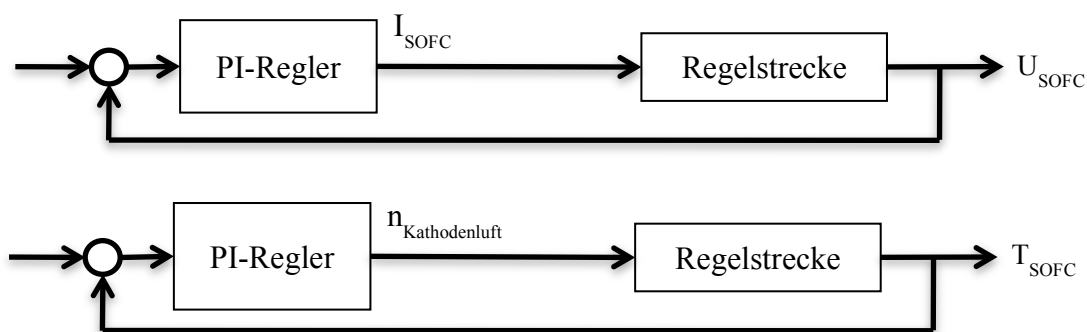 I_SOFC
PI-Regler
Regelstrecke
U_SOFC
n_Kathodenluft
PI-Regler
Regelstrecke
T_SOFC